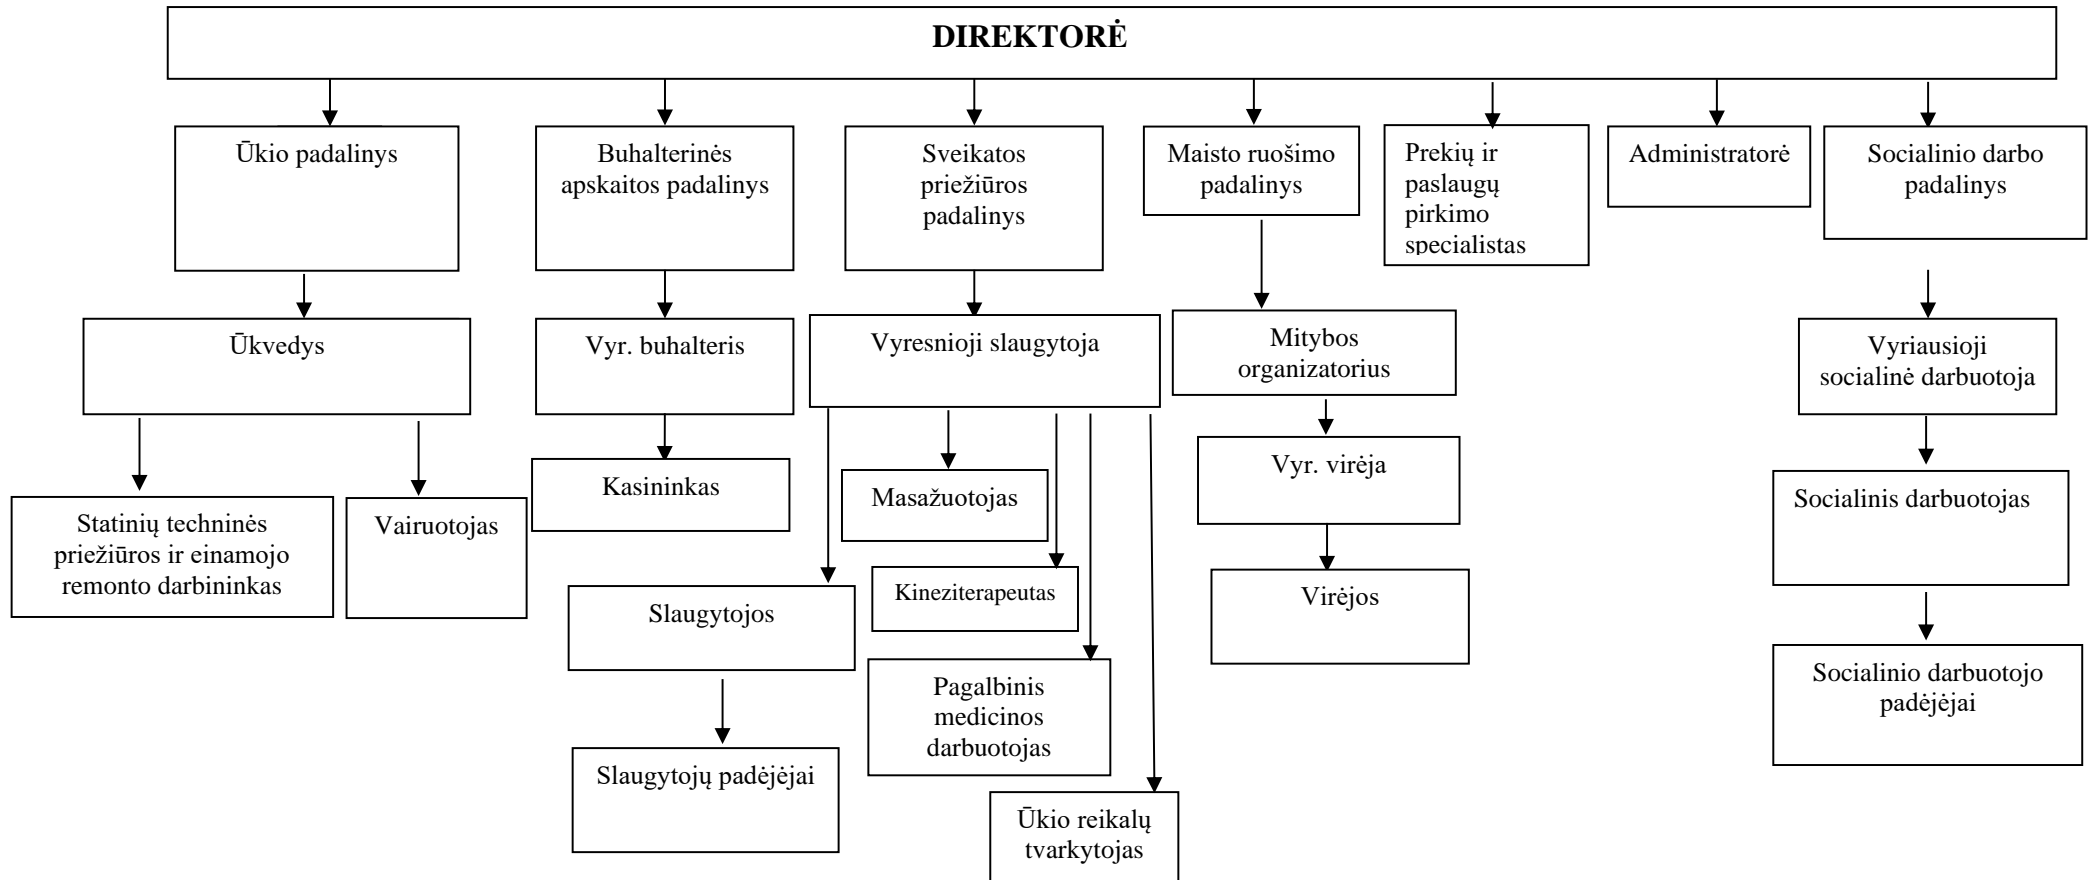 DIREKTORĖ
Ūkio padalinys
Buhalterinės
apskaitos padalinys
Sveikatos
priežiūros
padalinys
Maisto ruošimo
padalinys
Prekių ir
paslaugų
pirkimo
specialistas
Administratorė
Socialinio darbo
padalinys
Ūkvedys
Vyr. buhalteris
Vyresnioji slaugytoja
Mitybos
organizatorius
Vyriausioji
socialinė darbuotoja
Statinių techninės
priežiūros ir einamojo
remonto darbininkas
Vairuotojas
Kasininkas
Masažuotojas
Vyr. virėja
Socialinis darbuotojas
Slaugytojos
Kineziterapeutas
Virėjos
Pagalbinis
medicinos
darbuotojas
Socialinio darbuotojo
padėjėjai
Slaugytojų padėjėjai
Ūkio reikalų
tvarkytojas